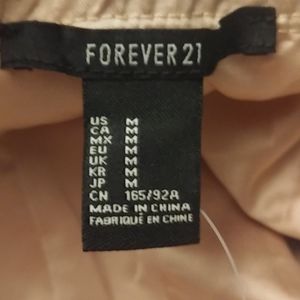 FOREVER 21
US M
CA M
MX M
EU M
UK M
KR M
JP M
CN 165/92A
MADE IN CHINA
FABRIQUÉ EN CHINE